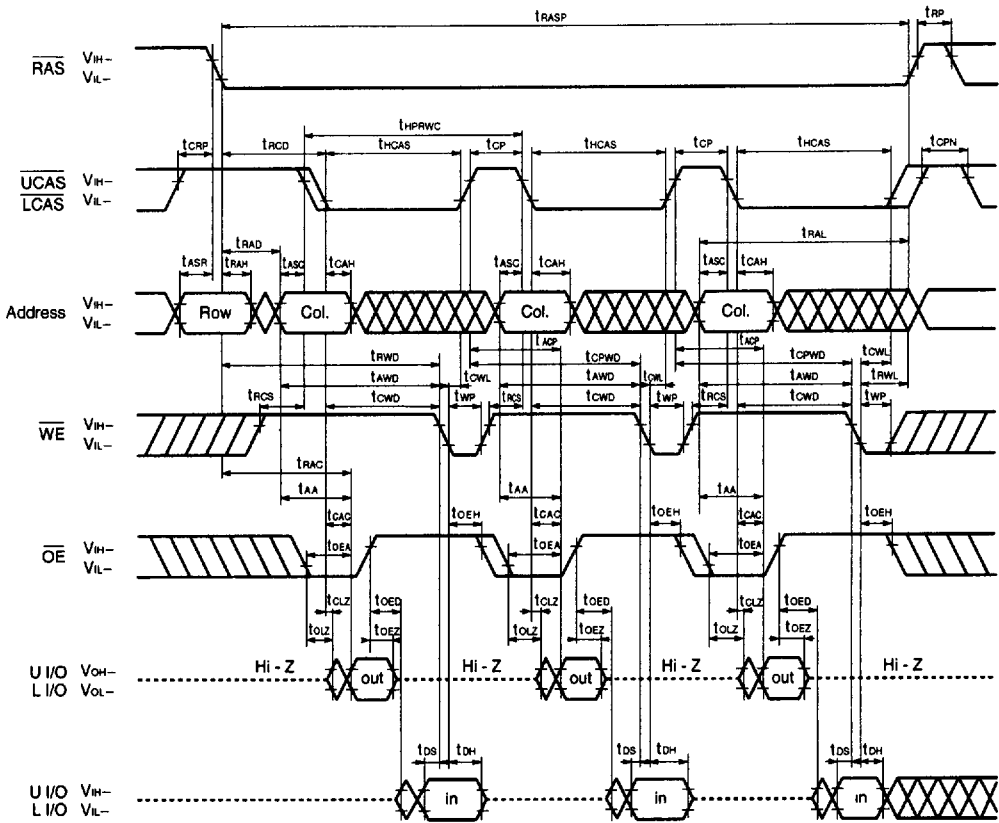 tRASP tRP
RAS VIH– VIL–
tHPRWC
tCRP tRCD tHCAS tCP tHCAS tCP tHCAS tCPN
UCAS VIH–
LCAS VIL–
tRAD tRAL
tASR tRAH tASC tCAH tASC tCAH tASC tCAH
Address VIH– VIL–
Row Col. Col. Col.
tACP tACP
tRWD tCPWD tCPWD tCWL
tAWD tCWL tAWD tCWL tAWD tRWL
tRCS tCWD tWP tRCS tCWD tWP tRCS tCWD tWP
WE VIH– VIL–
tRAC
tAA tAA tAA
tCAC tOEH tCAC tOEH tCAC tOEH
tOEA tOEA tOEA
OE VIH– VIL–
tCLZ tOED tCLZ tOED tCLZ tOED
tOLZ tOEZ tOLZ tOEZ tOLZ tOEZ
Hi - Z Hi - Z Hi - Z Hi - Z
U I/O VOH–
L I/O VOL–
out out out
tDS tDH tDS tDH tDS tDH
U I/O VIH–
L I/O VIL–
in in in